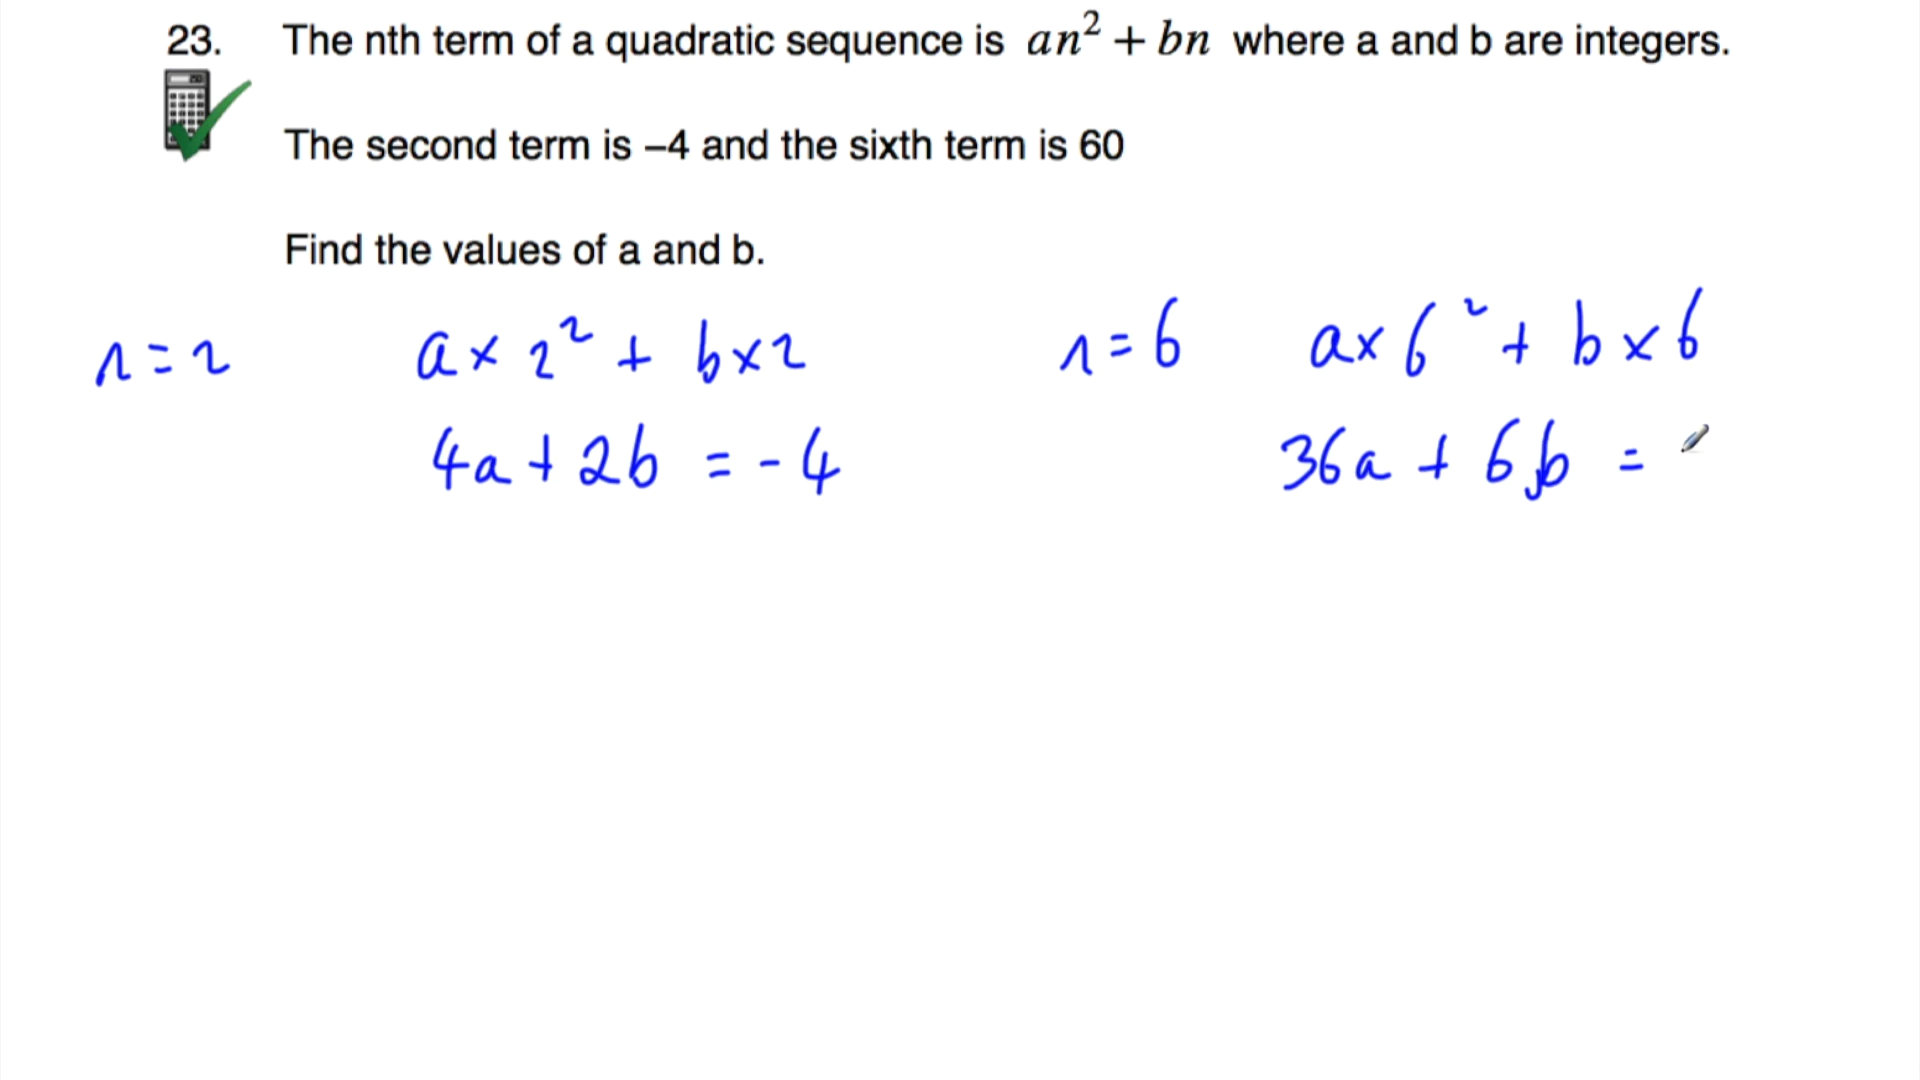 23. The nth term of a quadratic sequence is an² + bn where a and b are integers.
The second term is –4 and the sixth term is 60
Find the values of a and b.
n = 2 a × 2² + b × 2 n = 6 a × 6² + b × 6
4a + 2b = -4 36a + 6b =